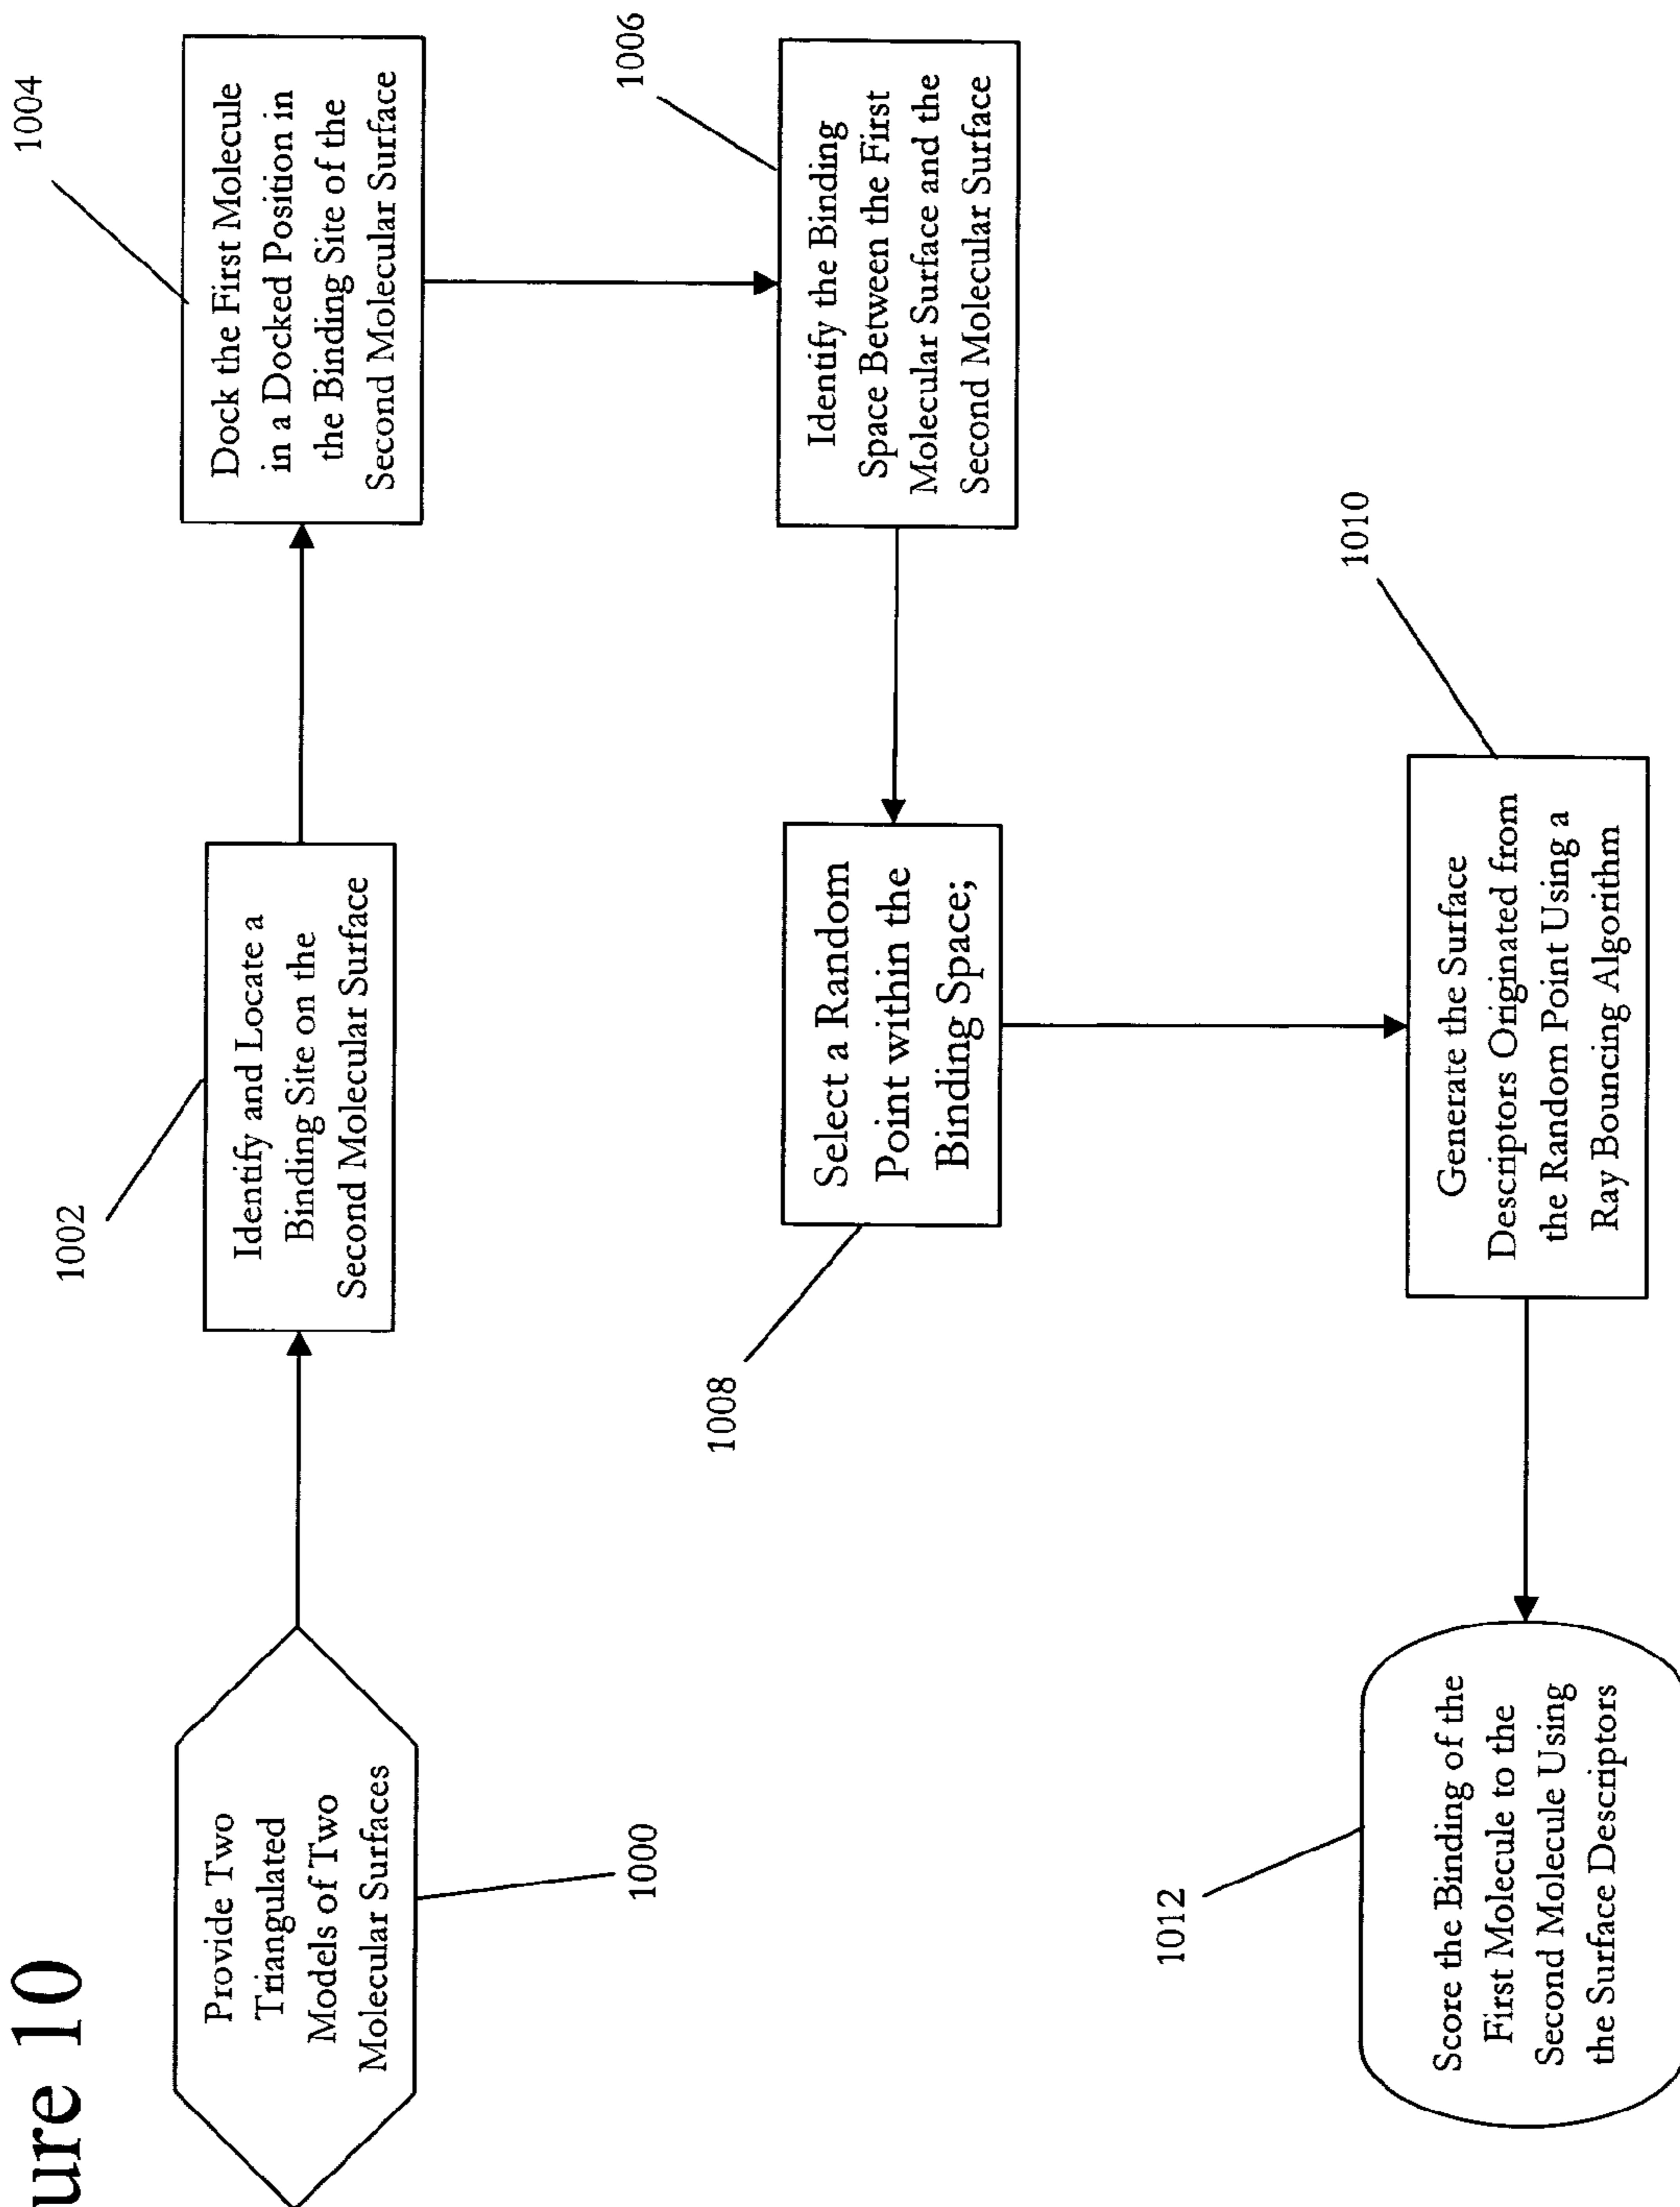 ure 10
Provide Two
Triangulated
Models of Two
Molecular Surfaces
1000
1002
Identify and Locate a
Binding Site on the
Second Molecular Surface
1004
Dock the First Molecule
in a Docked Position in
the Binding Site of the
Second Molecular Surface
1006
Identify the Binding
Space Between the First
Molecular Surface and the
Second Molecular Surface
1008
Select a Random
Point within the
Binding Space;
1010
Generate the Surface
Descriptors Originated from
the Random Point Using a
Ray Bouncing Algorithm
1012
Score the Binding of the
First Molecule to the
Second Molecule Using
the Surface Descriptors